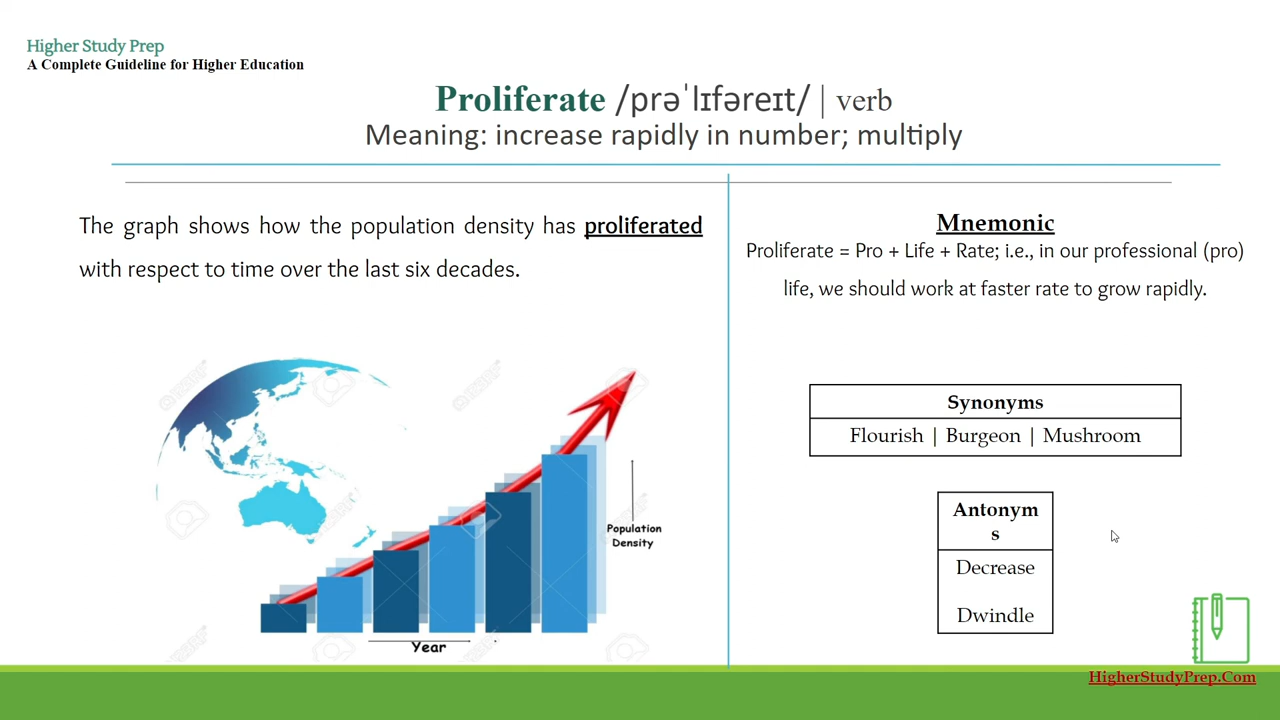 Higher Study Prep
A Complete Guideline for Higher Education
Proliferate /prəˈlɪfəreɪt/ | verb
Meaning: increase rapidly in number; multiply
The graph shows how the population density has proliferated
with respect to time over the last six decades.
Mnemonic
Proliferate = Pro + Life + Rate; i.e., in our professional (pro)
life, we should work at faster rate to grow rapidly.
Synonyms
Flourish | Burgeon | Mushroom
Antonym
s
Decrease
Dwindle
Population
Density
Year
HigherStudyPrep.Com